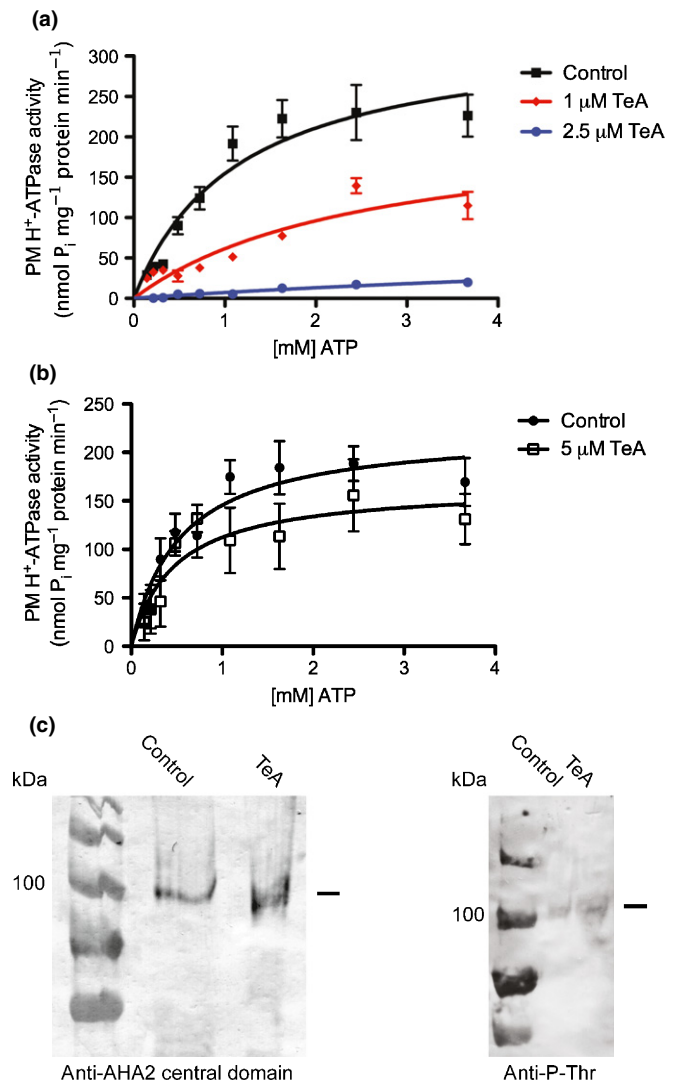 (a)
PM H⁺-ATPase activity
(nmol Pᵢ mg⁻¹ protein min⁻¹)
300
250
200
150
100
50
0
0 1 2 3 4
[mM] ATP
Control
1 μM TeA
2.5 μM TeA
(b)
PM H⁺-ATPase activity
(nmol Pᵢ mg⁻¹ protein min⁻¹)
250
200
150
100
50
0
0 1 2 3 4
[mM] ATP
Control
5 μM TeA
(c)
kDa
Control
TeA
100
Anti-AHA2 central domain
kDa
Control
TeA
100
Anti-P-Thr